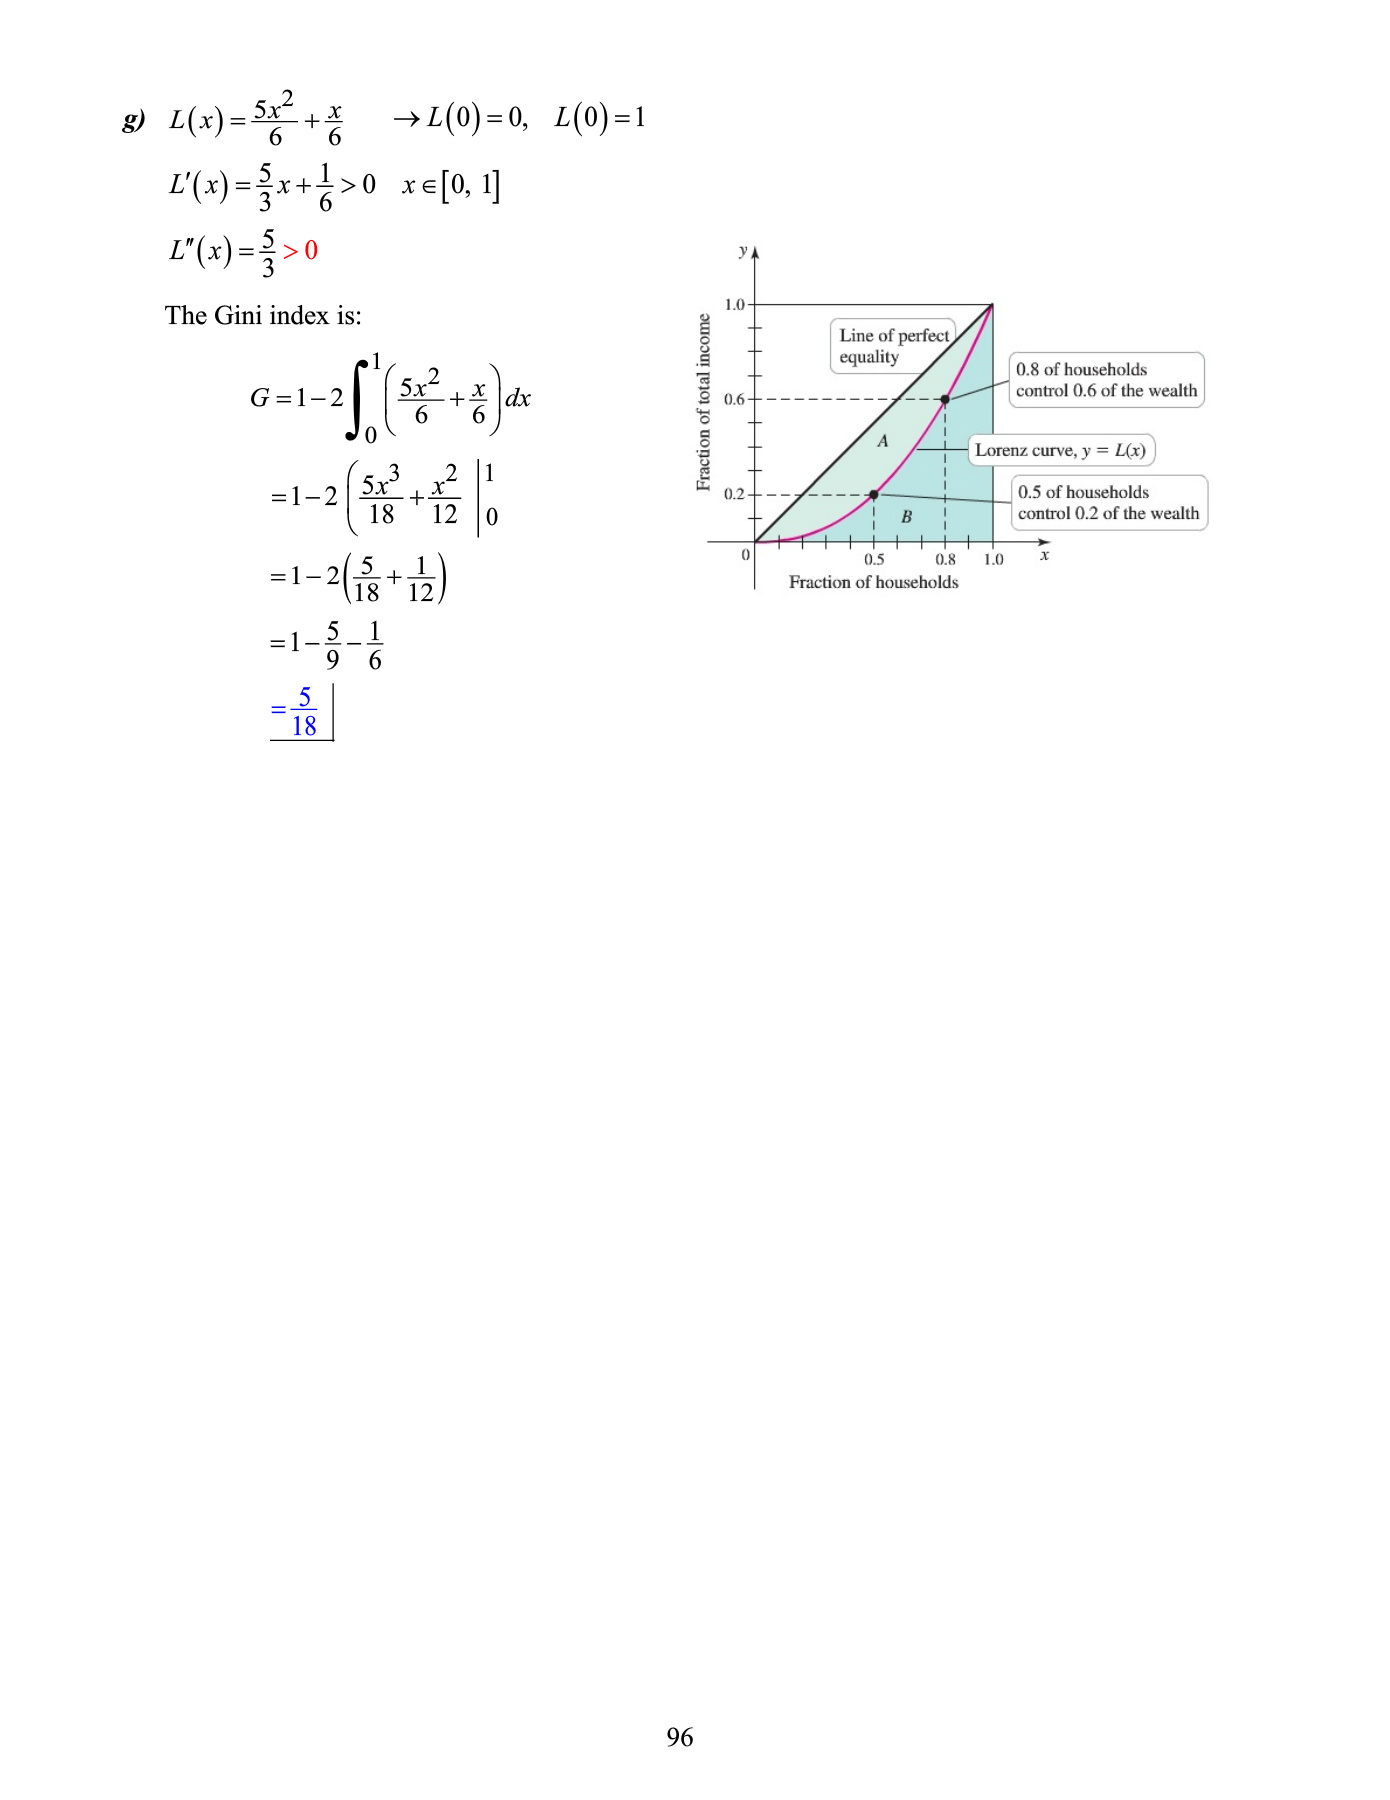 g) L(x) = 5x²/6 + x/6 → L(0) = 0, L(0) = 1
L′(x) = 5/3 x + 1/6 > 0 x ∈ [0, 1]
L″(x) = 5/3 > 0
The Gini index is:
G = 1 − 2 ∫₀¹ (5x²/6 + x/6) dx
= 1 − 2 (5x³/18 + x²/12 |₀¹
= 1 − 2(5/18 + 1/12)
= 1 − 5/9 − 1/6
= 5/18
y
1.0
Line of perfect
equality
0.8 of households
control 0.6 of the wealth
0.6
A
Lorenz curve, y = L(x)
0.5 of households
control 0.2 of the wealth
0.2
B
0 0.5 0.8 1.0 x
Fraction of households
Fraction of total income
96